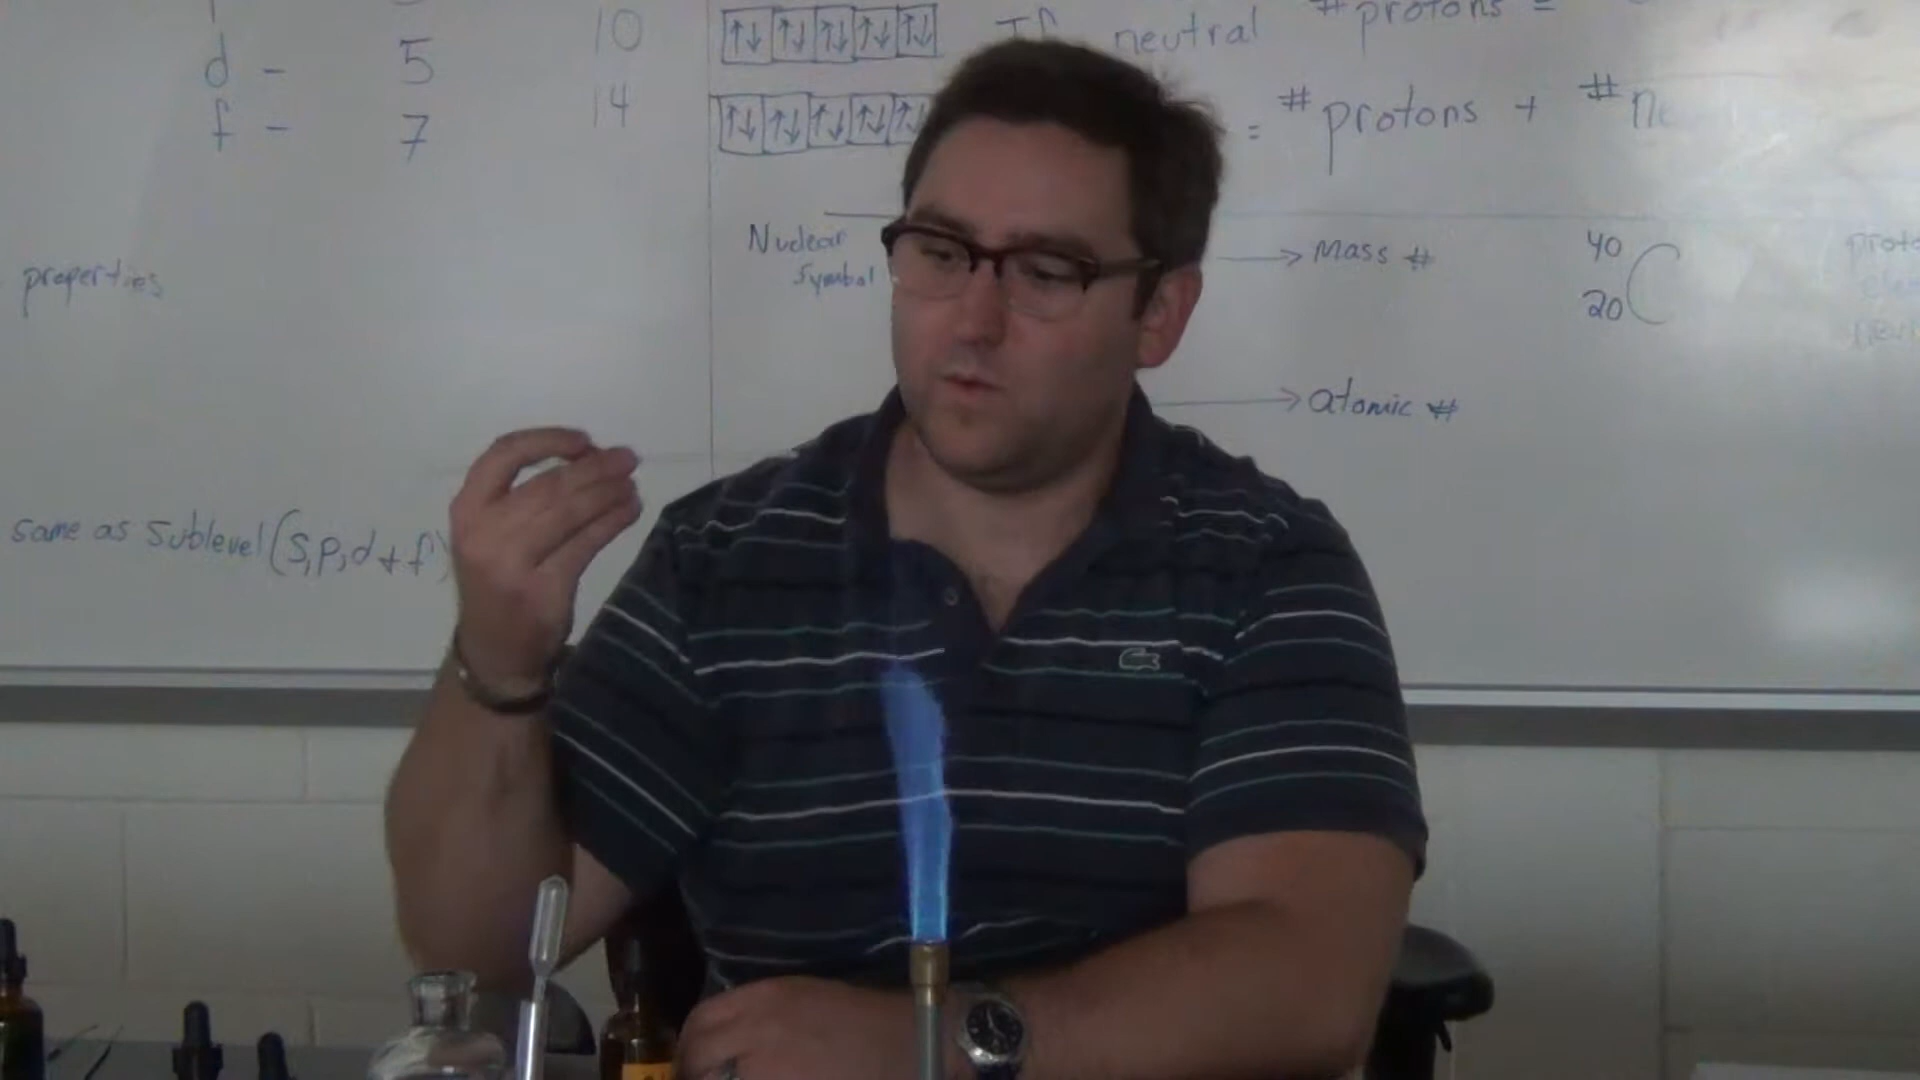 d - 5 10 If neutral # protons =
f - 7 14 = # protons + #
Nuclear
Symbol
→ Mass #
40
20
C
properties
→ atomic #
same as Sublevel (s,p,d + f)